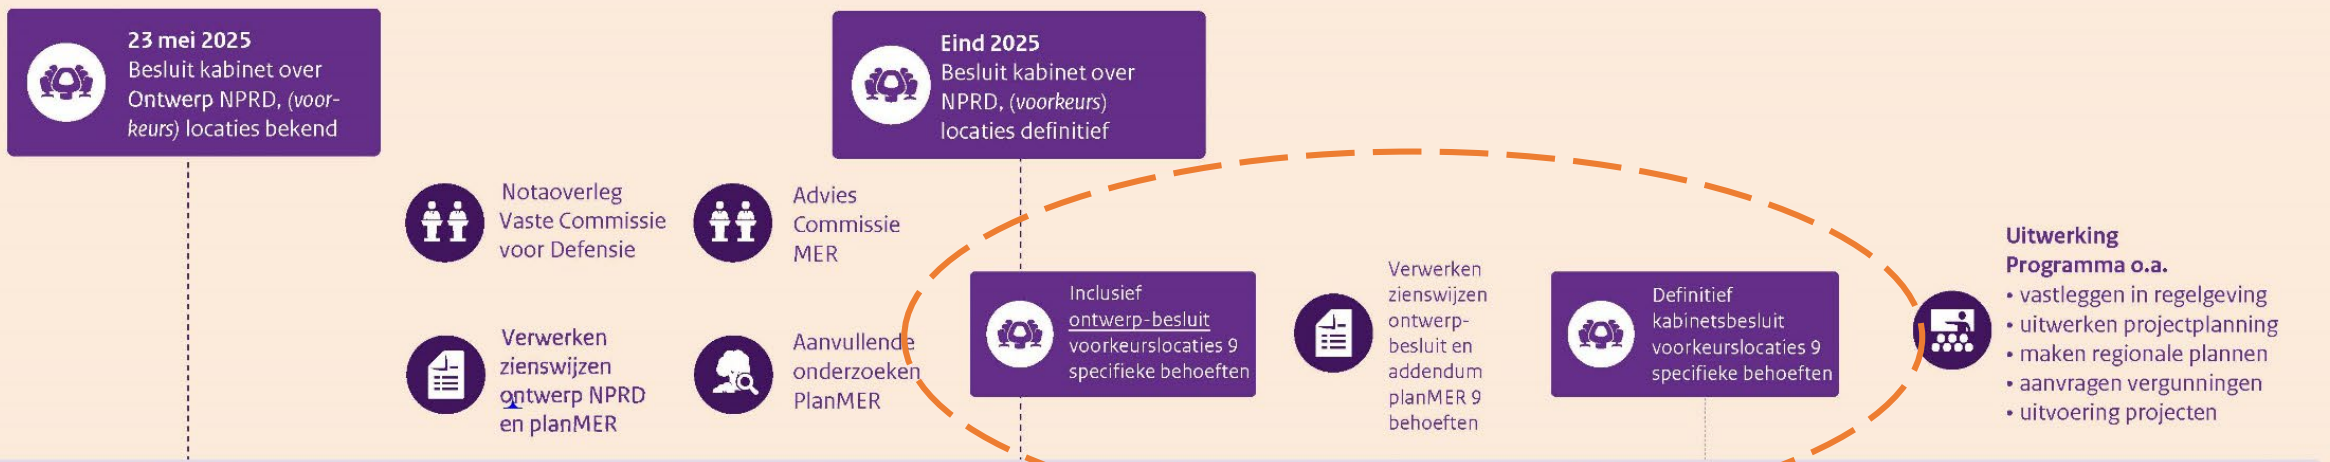 23 mei 2025
Besluit kabinet over
Ontwerp NPRD, (voor-
keurs) locaties bekend
Notaoverleg
Vaste Commissie
voor Defensie
Verwerken
zienswijzen
ontwerp NPRD
en planMER
Advies
Commissie
MER
Aanvullende
onderzoeken
PlanMER
Eind 2025
Besluit kabinet over
NPRD, (voorkeurs)
locaties definitief
Inclusief
ontwerp-besluit
voorkeurslocaties 9
specifieke behoeften
Verwerken
zienswijzen
ontwerp-
besluit en
addendum
planMER 9
behoeften
Definitief
kabinetsbesluit
voorkeurslocaties 9
specifieke behoeften
Uitwerking
Programma o.a.
• vastleggen in regelgeving
• uitwerken projectplanning
• maken regionale plannen
• aanvragen vergunningen
• uitvoering projecten